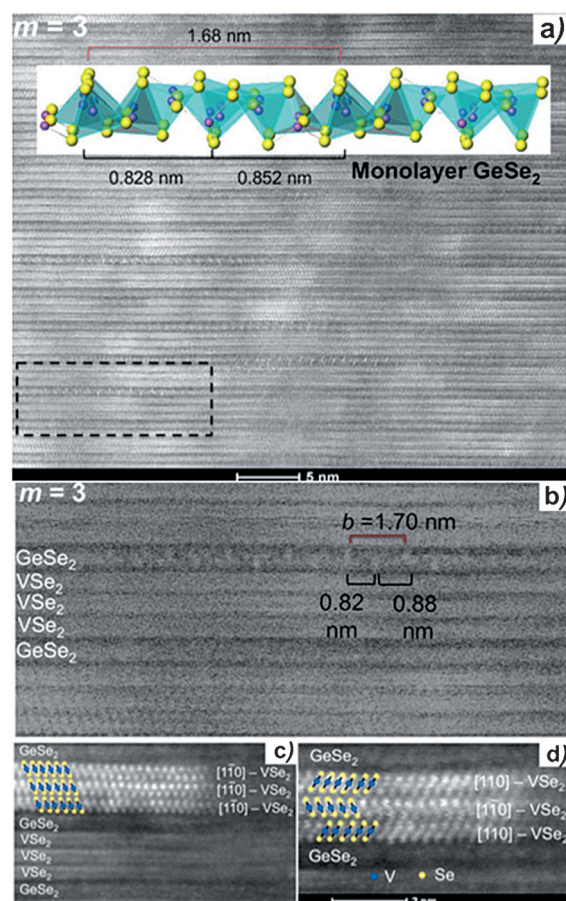 m = 3
a)
1.68 nm
0.828 nm
0.852 nm
Monolayer GeSe₂
5 nm
m = 3
b)
b =1.70 nm
GeSe₂
VSe₂
VSe₂
VSe₂
GeSe₂
0.82 nm
0.88 nm
GeSe₂
c)
[11̄0] – VSe₂
[11̄0] – VSe₂
[11̄0] – VSe₂
GeSe₂
VSe₂
VSe₂
VSe₂
GeSe₂
GeSe₂
d)
[110] – VSe₂
[11̄0] – VSe₂
[110] – VSe₂
GeSe₂
V
Se
2 nm